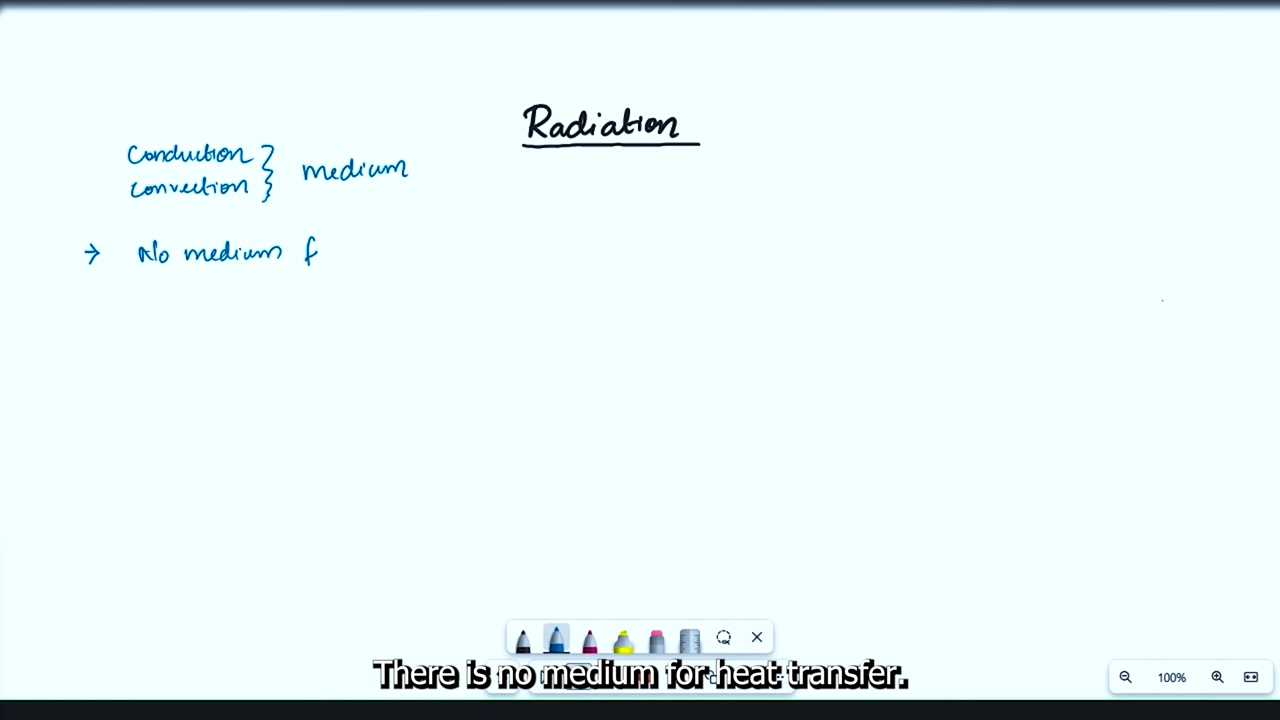 Radiation
Conduction
Convection } medium
→ No medium f
There is no medium for heat transfer.
100%